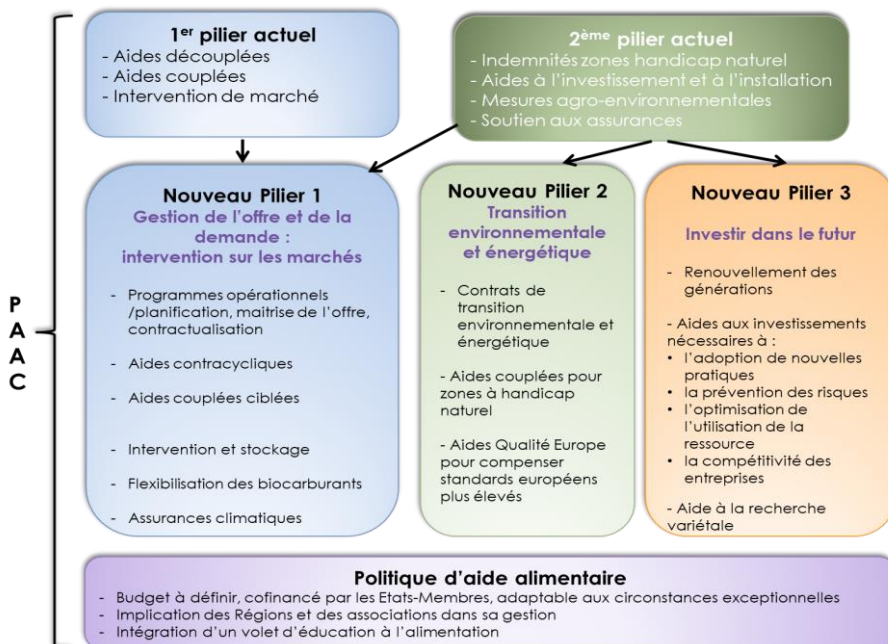 1er pilier actuel
- Aides découplées
- Aides couplées
- Intervention de marché
2ème pilier actuel
- Indemnités zones handicap naturel
- Aides à l'investissement et à l'installation
- Mesures agro-environnementales
- Soutien aux assurances
PAAC
Nouveau Pilier 1
Gestion de l'offre et de la
demande :
intervention sur les marchés
- Programmes opérationnels
/planification, maitrise de l'offre,
contractualisation
- Aides contracycliques
- Aides couplées ciblées
- Intervention et stockage
- Flexibilisation des biocarburants
- Assurances climatiques
Nouveau Pilier 2
Transition
environnementale
et énergétique
- Contrats de
transition
environnementale et
énergétique
- Aides couplées pour
zones à handicap
naturel
- Aides Qualité Europe
pour compenser
standards européens
plus élevés
Nouveau Pilier 3
Investir dans le futur
- Renouvellement des
générations
- Aides aux investissements
nécessaires à :
• l'adoption de nouvelles
pratiques
• la prévention des risques
• l'optimisation de
l'utilisation de la
ressource
• la compétitivité des
entreprises
- Aide à la recherche
variétale
Politique d'aide alimentaire
- Budget à définir, cofinancé par les Etats-Membres, adaptable aux circonstances exceptionnelles
- Implication des Régions et des associations dans sa gestion
- Intégration d'un volet d'éducation à l'alimentation